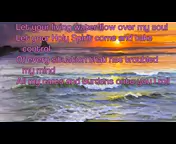 Let your living water flow over my soul
Let your Holy Spirit come and take
control
Of every situation that has troubled
my mind
All my cares and burdens onto you I roll